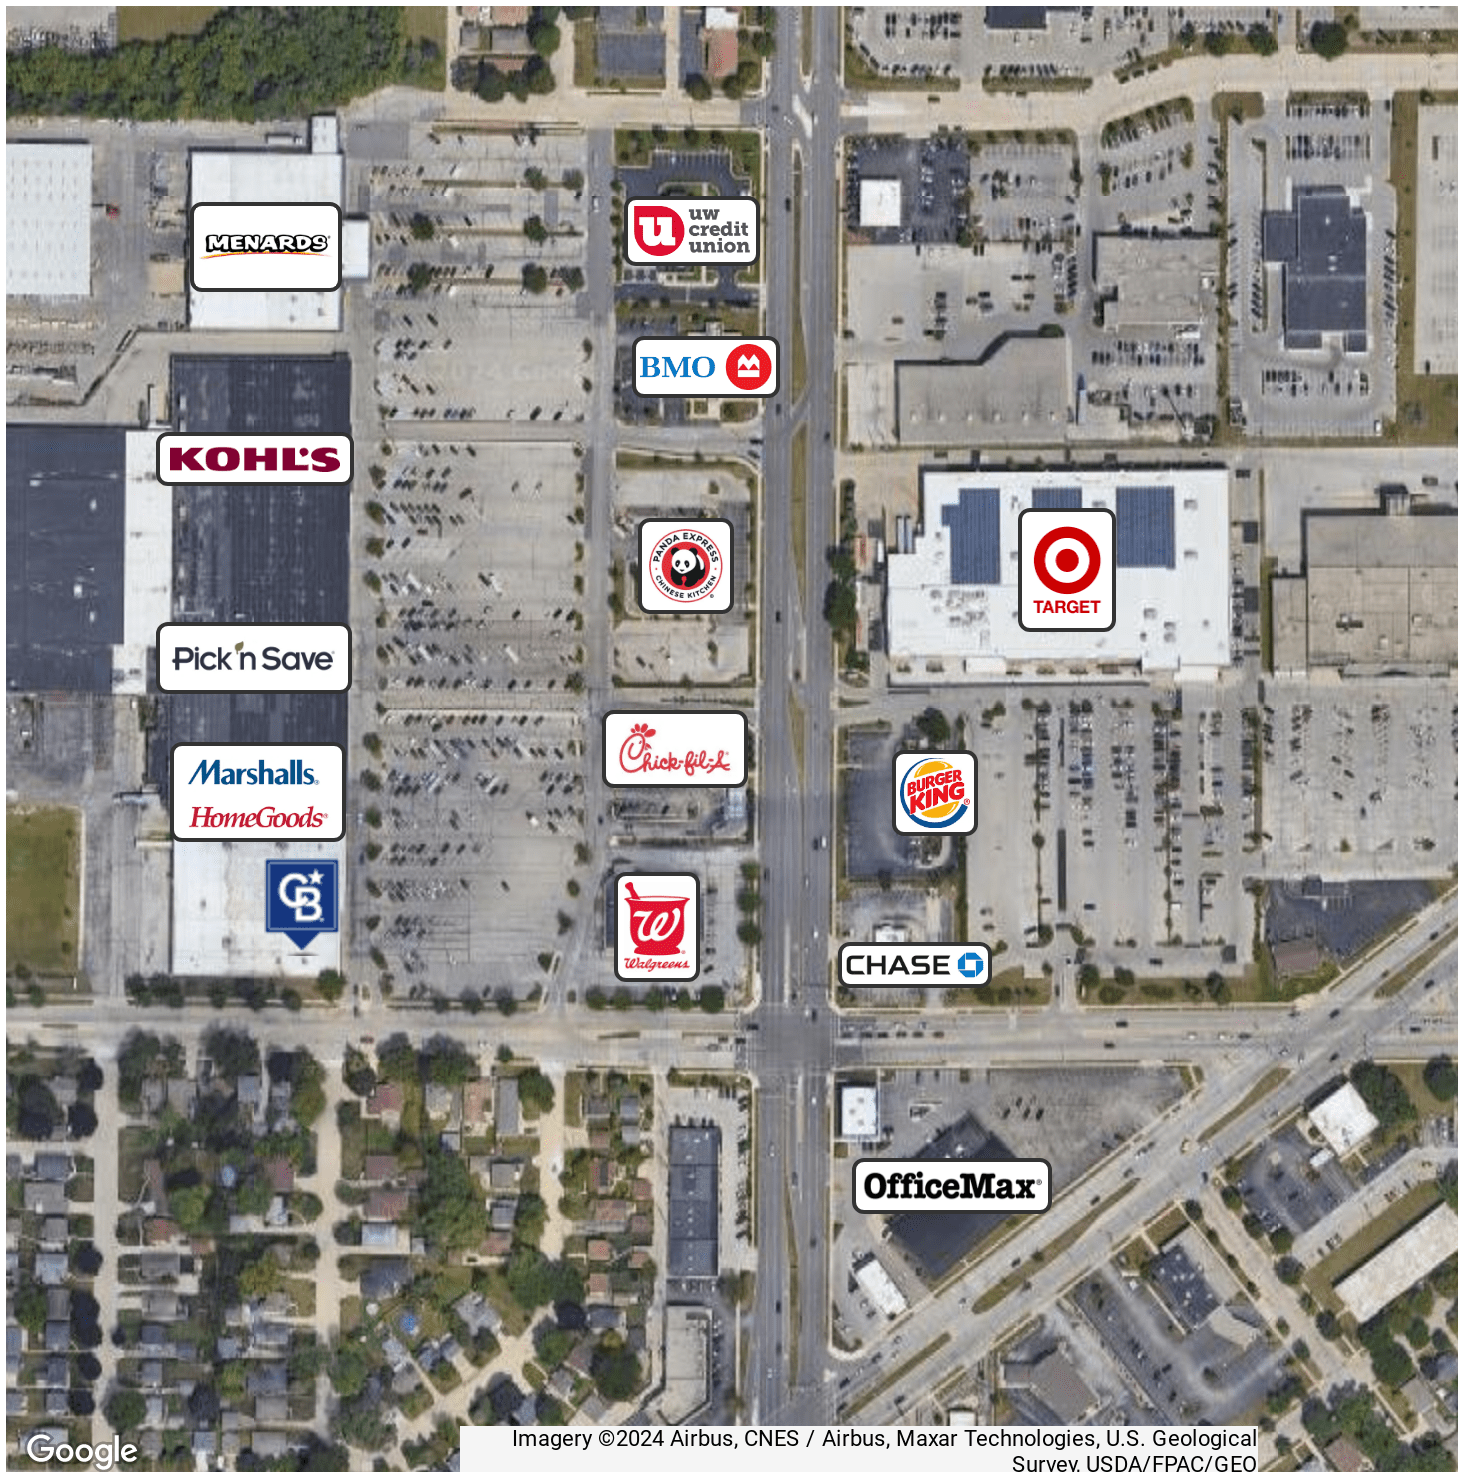 MENARDS®
uw
credit
union
BMO
KOHL'S
PANDA EXPRESS
CHINESE KITCHEN
®
TARGET
Pick 'n Save
Chick-fil-A®
Marshalls®
HomeGoods®
BURGER
KING®
CB
W
Walgreens
CHASE
OfficeMax®
Google
Imagery ©2024 Airbus, CNES / Airbus, Maxar Technologies, U.S. Geological
Survey, USDA/FPAC/GEO